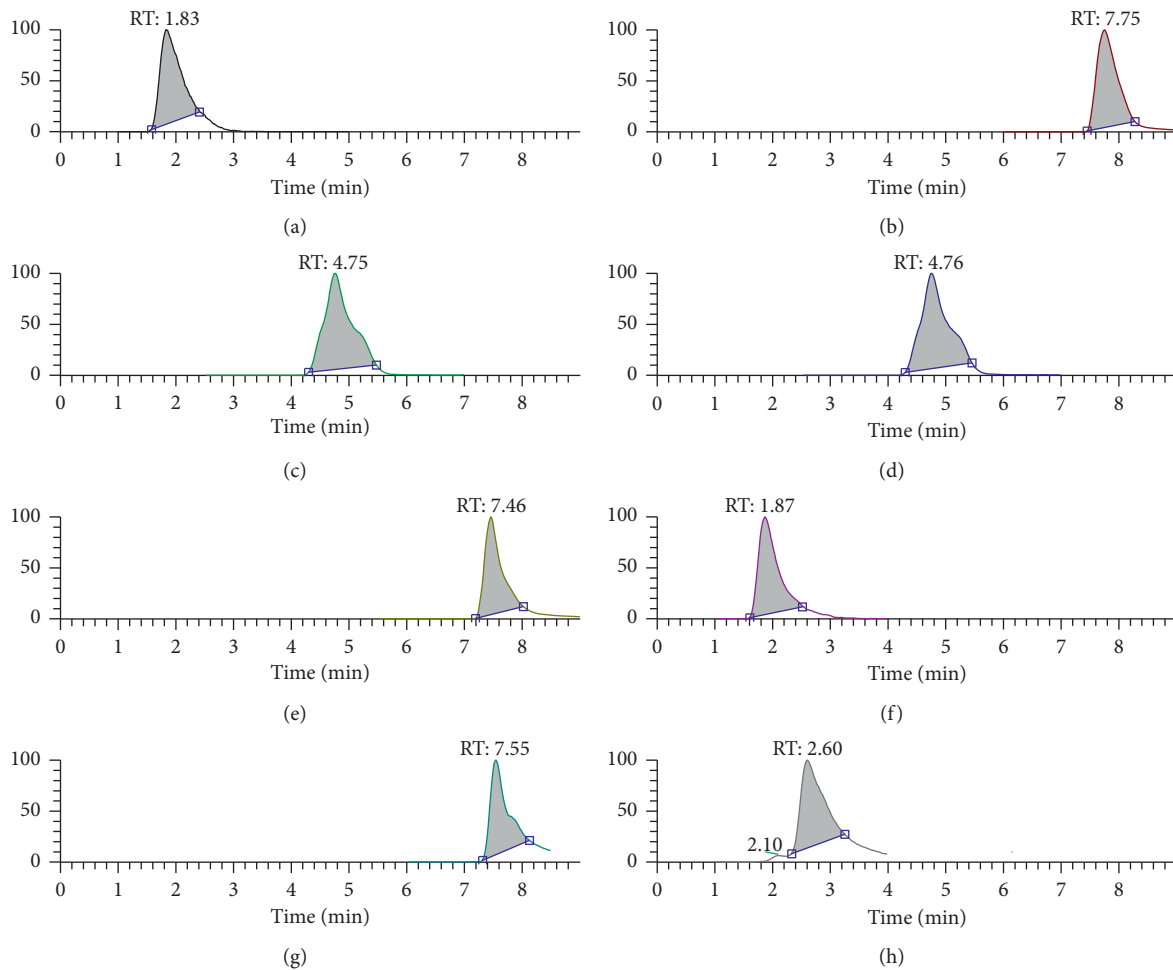 RT: 1.83
100
50
0
0 1 2 3 4 5 6 7 8
Time (min)
(a)
RT: 7.75
100
50
0
0 1 2 3 4 5 6 7 8
Time (min)
(b)
RT: 4.75
100
50
0
0 1 2 3 4 5 6 7 8
Time (min)
(c)
RT: 4.76
100
50
0
0 1 2 3 4 5 6 7 8
Time (min)
(d)
RT: 7.46
100
50
0
0 1 2 3 4 5 6 7 8
Time (min)
(e)
RT: 1.87
100
50
0
0 1 2 3 4 5 6 7 8
Time (min)
(f)
RT: 7.55
100
50
0
0 1 2 3 4 5 6 7 8
Time (min)
(g)
RT: 2.60
100
50
2.10
0
0 1 2 3 4 5 6 7 8
Time (min)
(h)